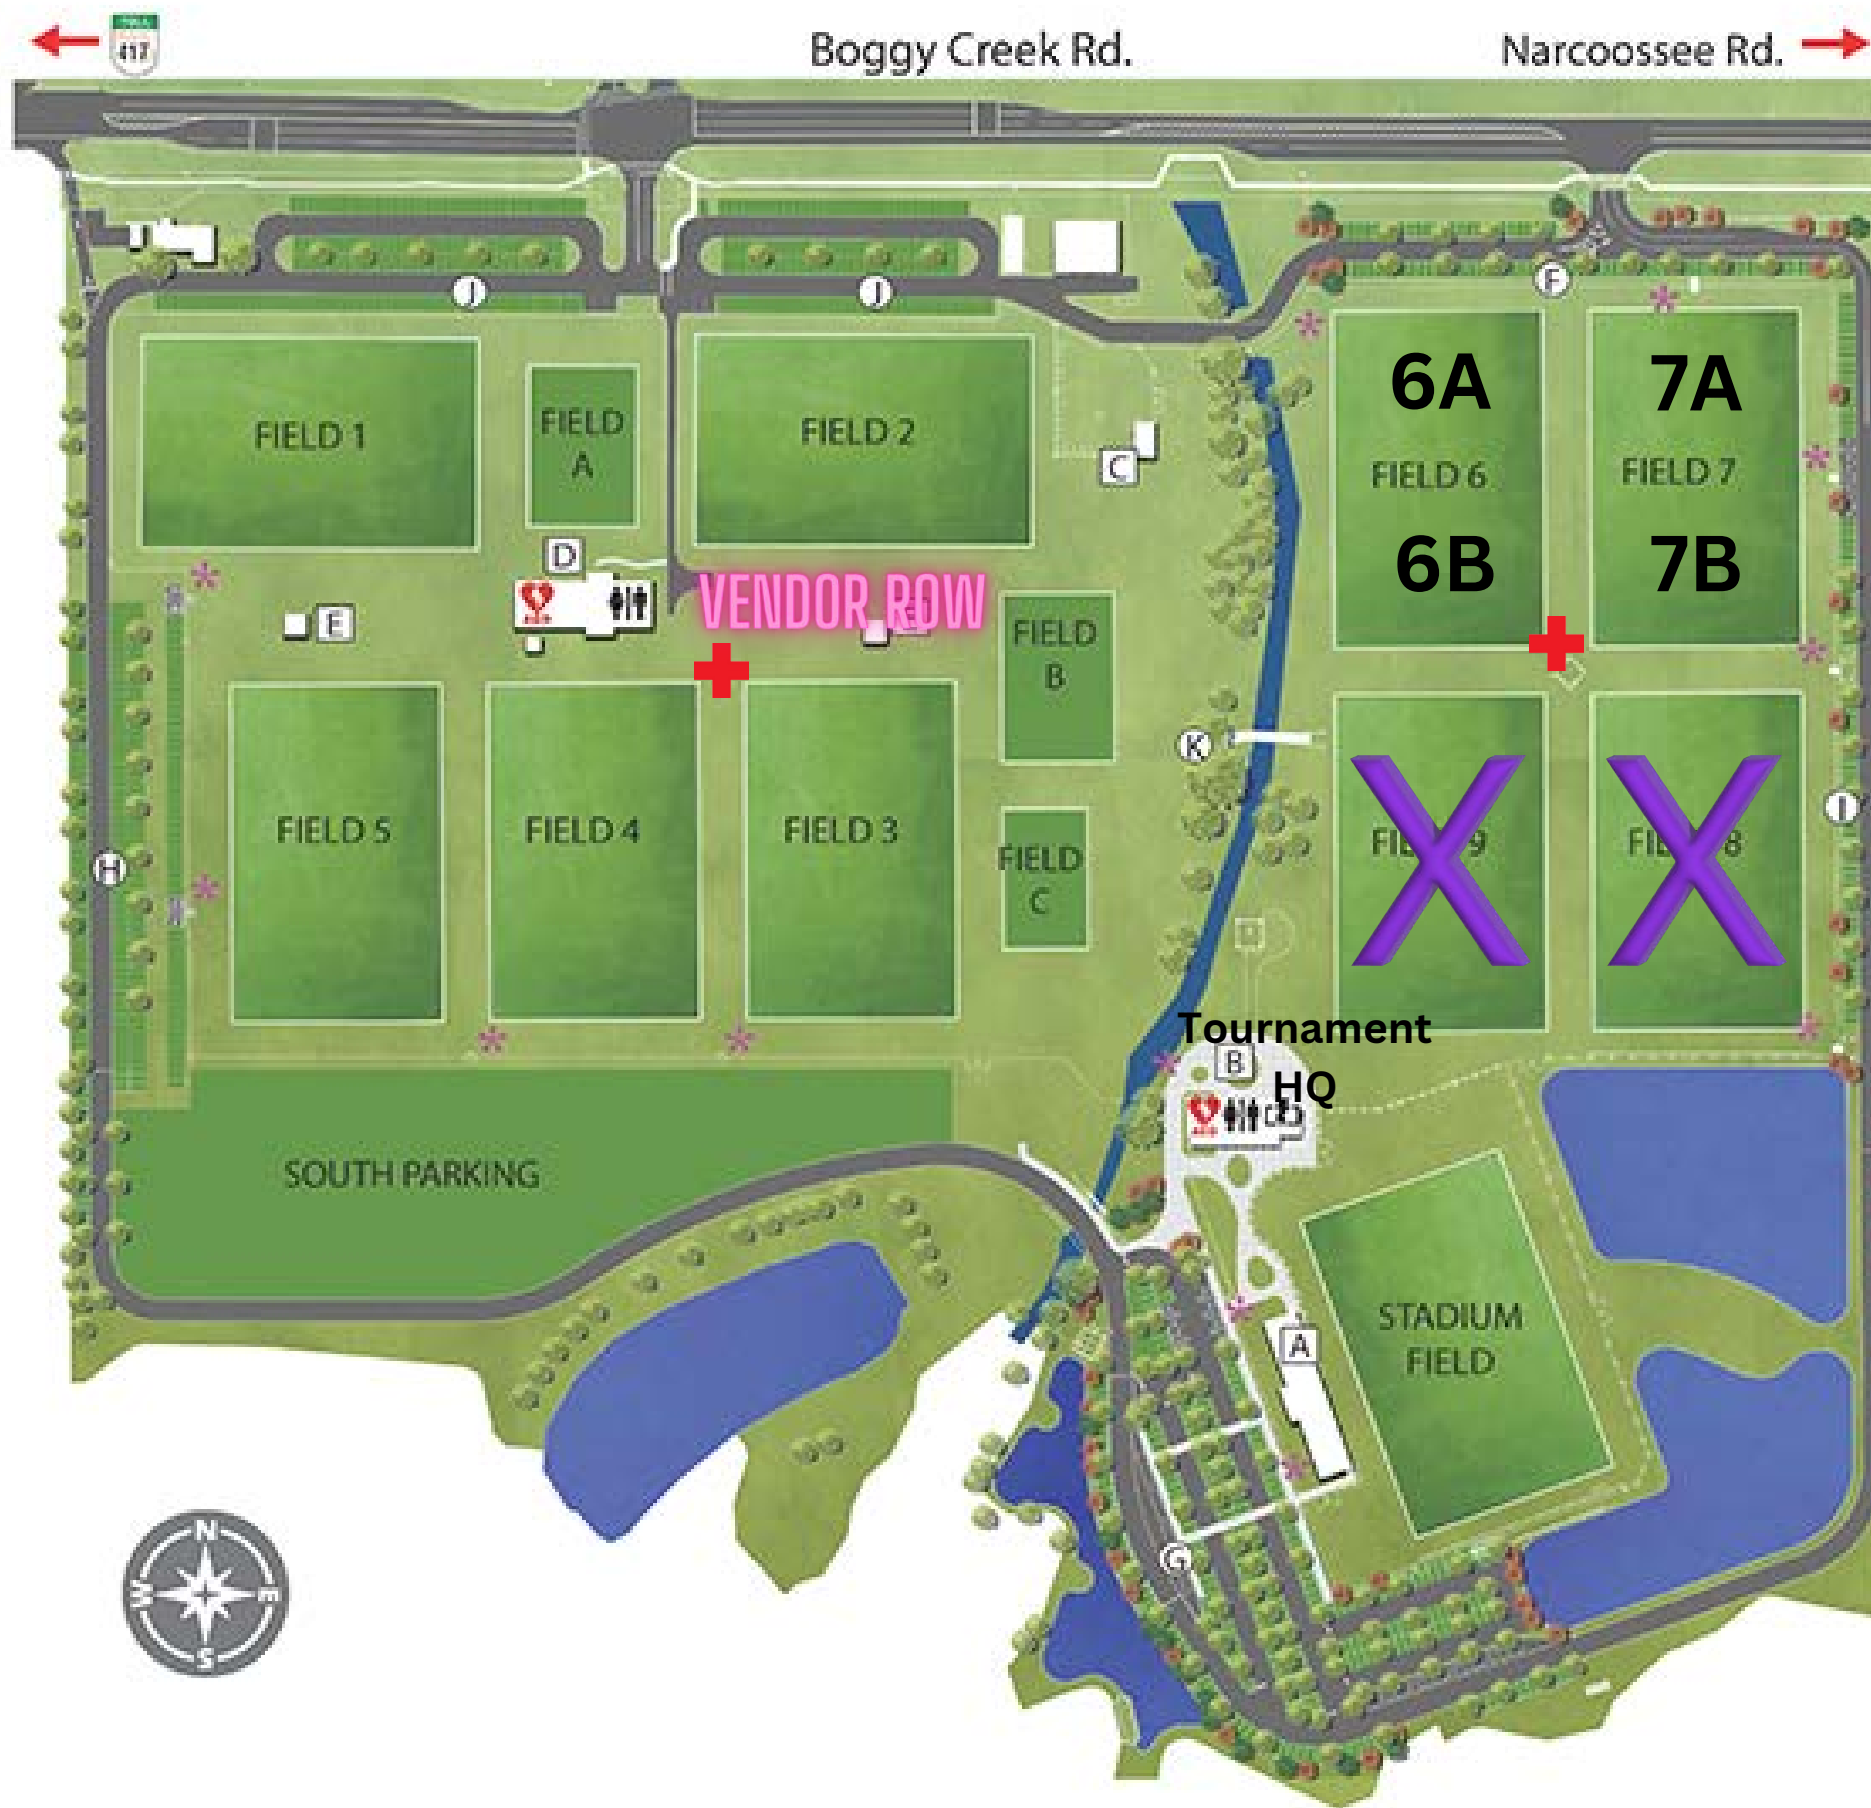 TOLL
417
Boggy Creek Rd.
Narcoossee Rd.
J
J
F
FIELD 1
FIELD
A
FIELD 2
C
6A
FIELD 6
6B
7A
FIELD 7
7B
D
E
VENDOR ROW
E
FIELD
B
K
FIELD 5
FIELD 4
FIELD 3
FIELD
C
X
X
I
H
Tournament
HQ
B
SOUTH PARKING
A
STADIUM
FIELD
G
N
W
E
S